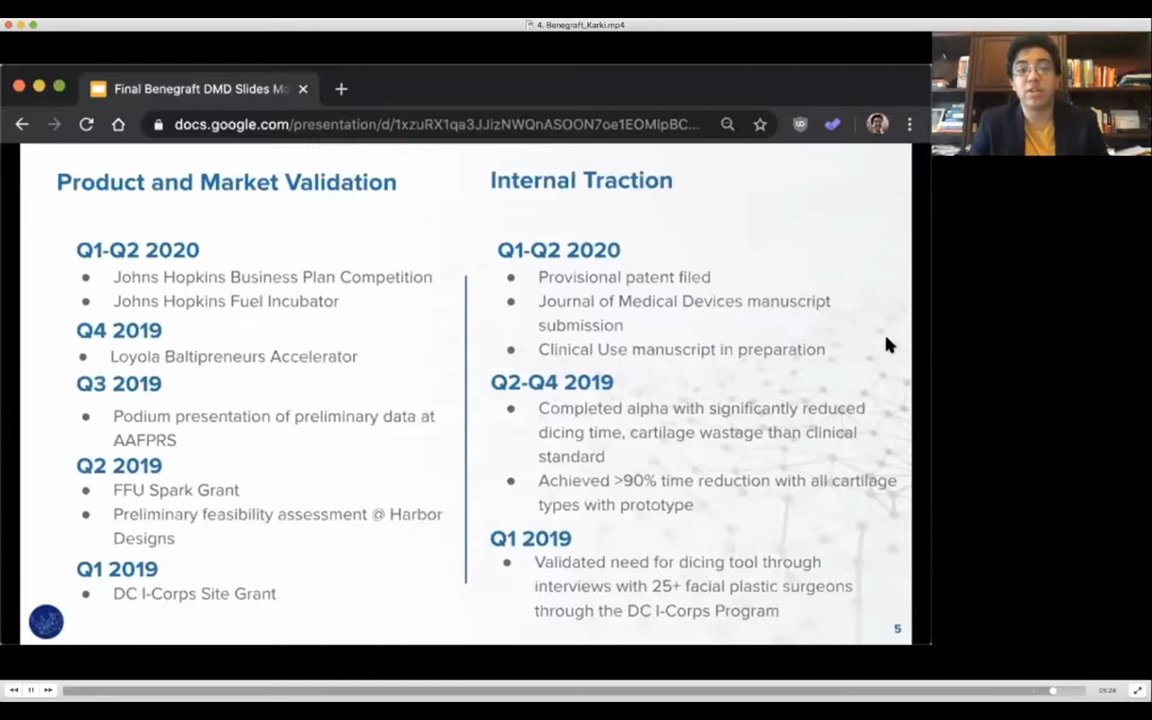 4. Benegraft_Karki.mp4
Final Benegraft DMD Slides Ma
docs.google.com/presentation/d/1xzuRX1qa3JJizNWQnASOON7oe1EOMlpBC...
Product and Market Validation
Q1-Q2 2020
Johns Hopkins Business Plan Competition
Johns Hopkins Fuel Incubator
Q4 2019
Loyola Baltipreneurs Accelerator
Q3 2019
Podium presentation of preliminary data at
AAFPRS
Q2 2019
FFU Spark Grant
Preliminary feasibility assessment @ Harbor
Designs
Q1 2019
DC I-Corps Site Grant
Internal Traction
Q1-Q2 2020
Provisional patent filed
Journal of Medical Devices manuscript
submission
Clinical Use manuscript in preparation
Q2-Q4 2019
Completed alpha with significantly reduced
dicing time, cartilage wastage than clinical
standard
Achieved >90% time reduction with all cartilage
types with prototype
Q1 2019
Validated need for dicing tool through
interviews with 25+ facial plastic surgeons
through the DC I-Corps Program
5
05:24